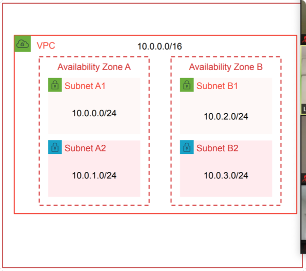 VPC
10.0.0.0/16
Availability Zone A
Availability Zone B
Subnet A1
Subnet B1
10.0.0.0/24
10.0.2.0/24
Subnet A2
Subnet B2
10.0.1.0/24
10.0.3.0/24